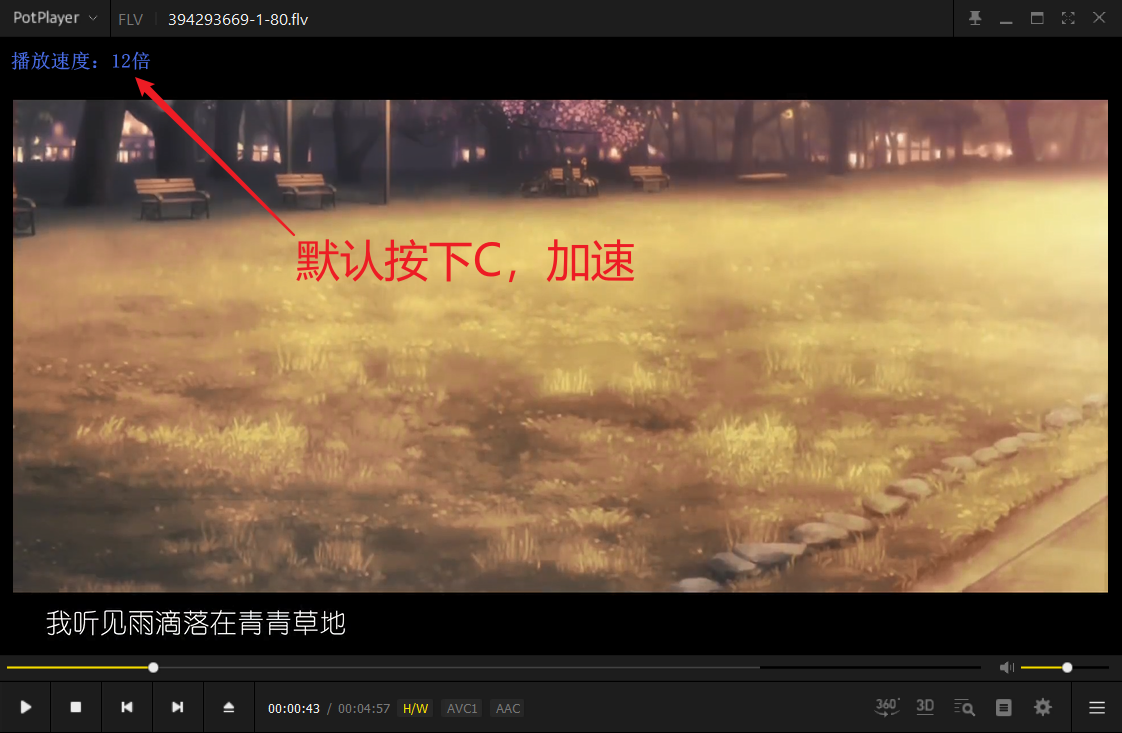 PotPlayer FLV 394293669-1-80.flv
播放速度：12倍
默认按下C，加速
我听见雨滴落在青青草地
00:00:43 / 00:04:57 H/W AVC1 AAC 360° 3D